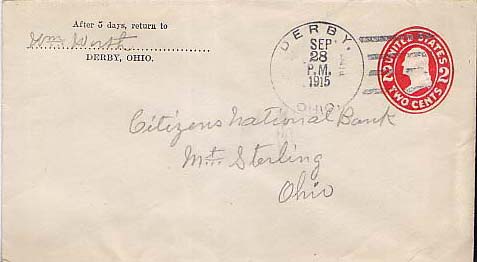 After 5 days, return to
Wm Worth
DERBY, OHIO.
DERBY,
SEP
28
P.M.
1915
OHIO
UNITED STATES
2 2
TWO CENTS
Citizens National Bank
Mt. Sterling
Ohio